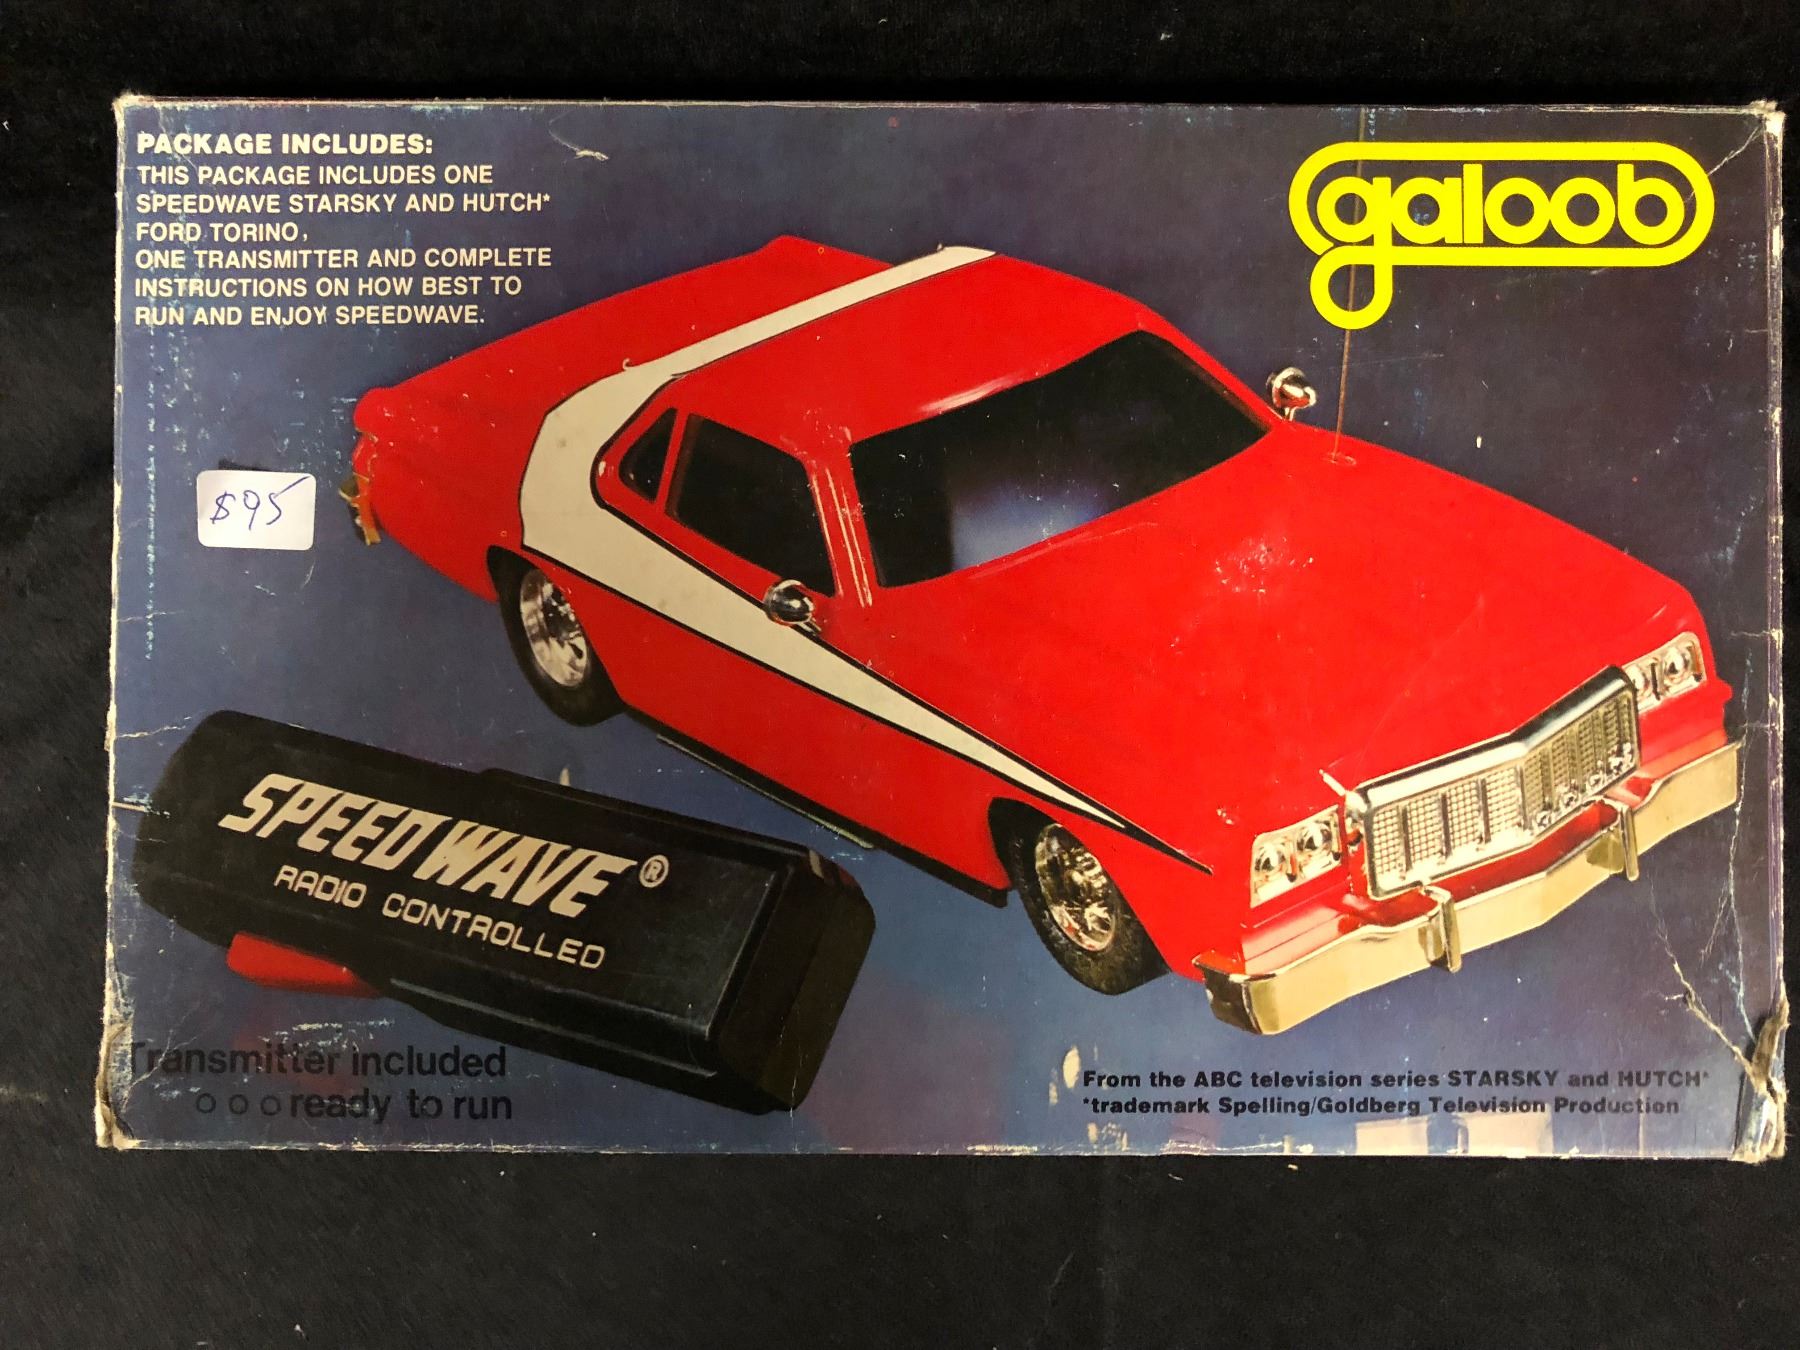 PACKAGE INCLUDES:
THIS PACKAGE INCLUDES ONE
SPEEDWAVE STARSKY AND HUTCH*
FORD TORINO,
ONE TRANSMITTER AND COMPLETE
INSTRUCTIONS ON HOW BEST TO
RUN AND ENJOY SPEEDWAVE.
galoob
$95
SPEEDWAVE®
RADIO CONTROLLED
Transmitter included
ooo ready to run
From the ABC television series STARSKY and HUTCH*
*trademark Spelling/Goldberg Television Production